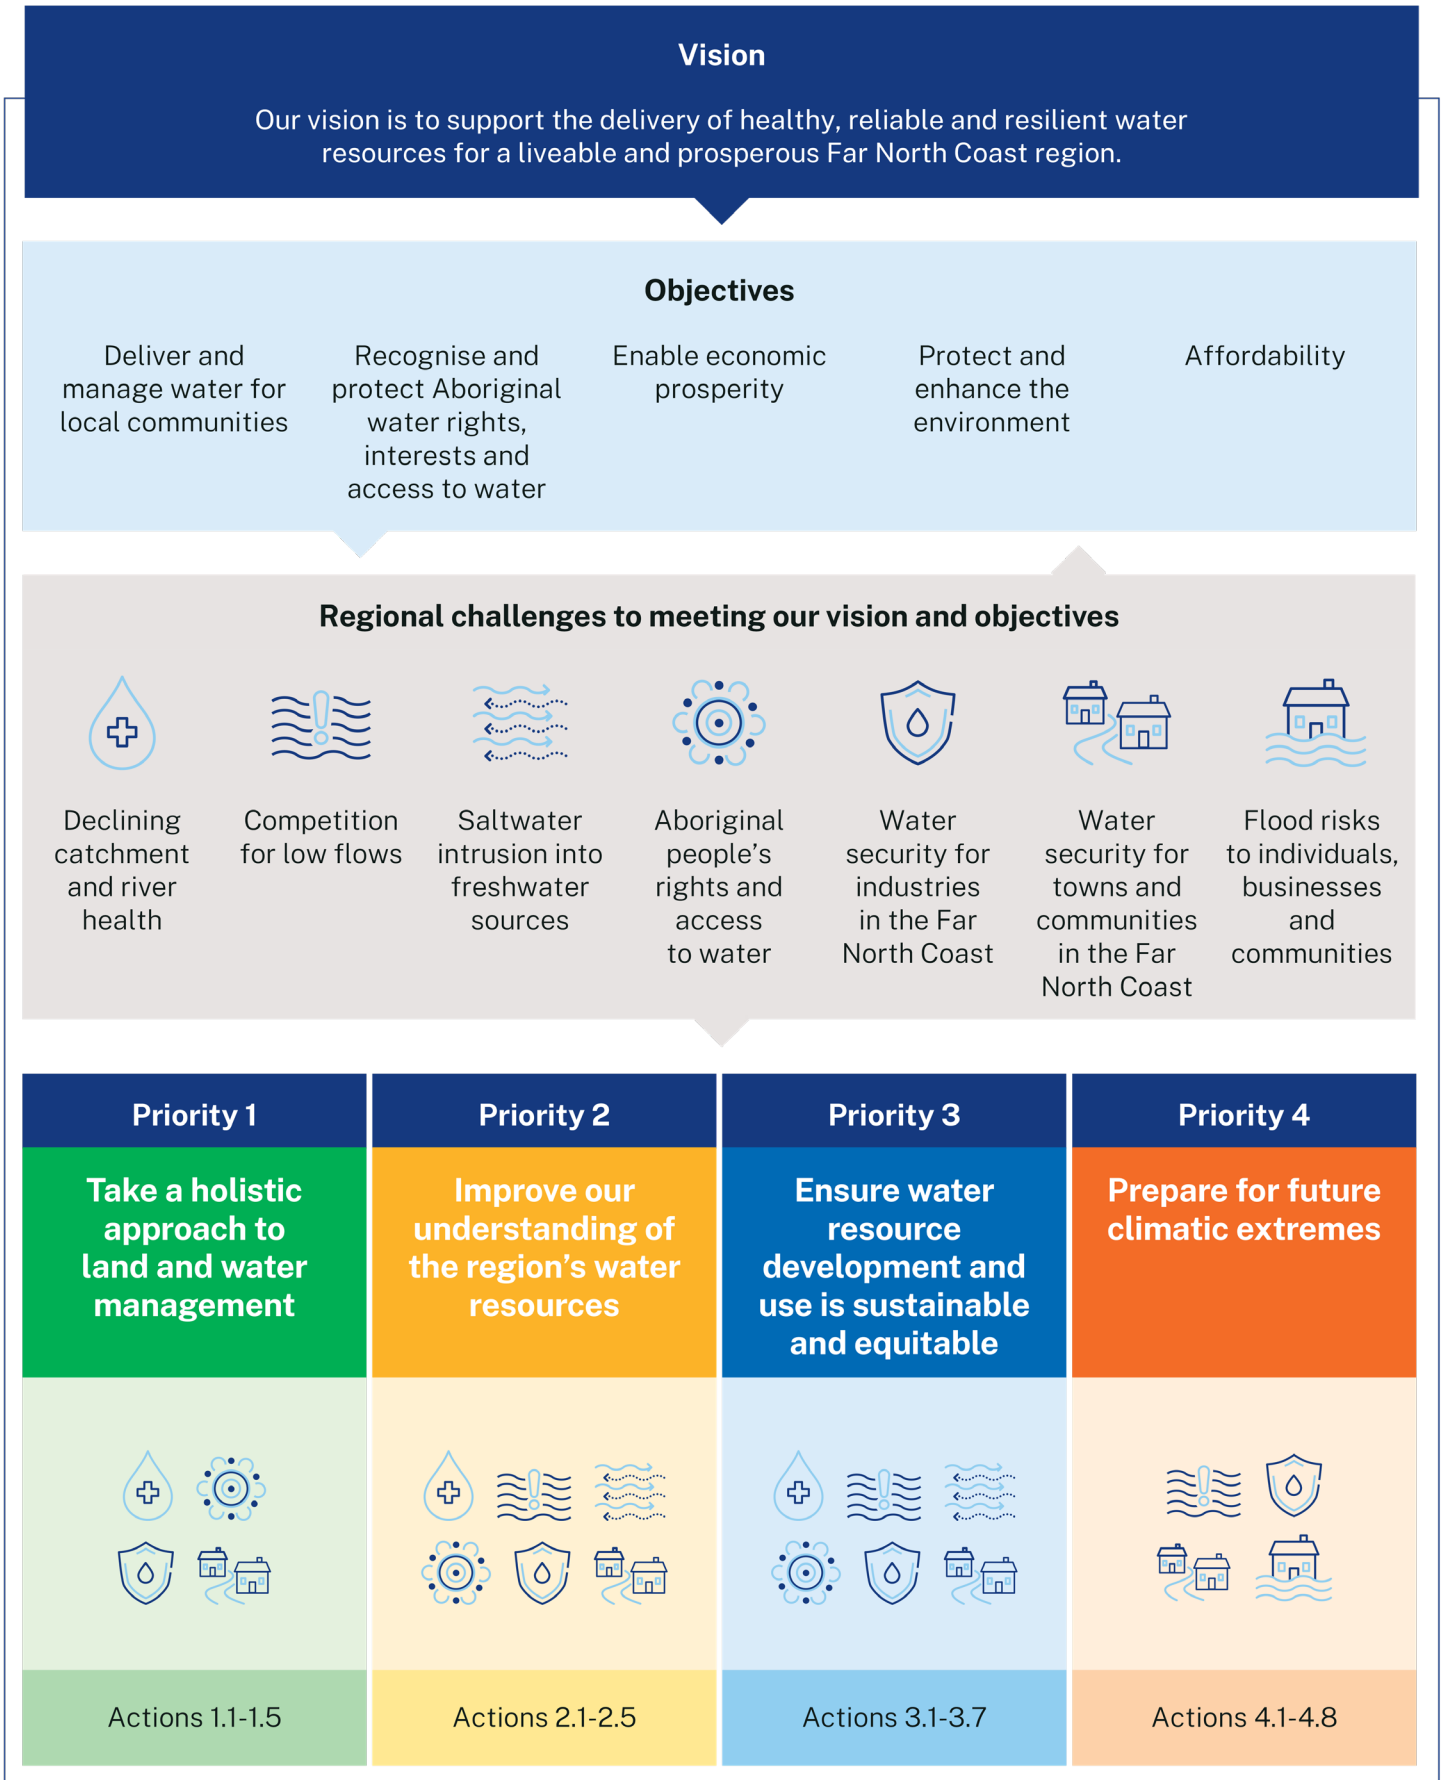 Vision
Our vision is to support the delivery of healthy, reliable and resilient water
resources for a liveable and prosperous Far North Coast region.
Objectives
Deliver and
manage water for
local communities
Recognise and
protect Aboriginal
water rights,
interests and
access to water
Enable economic
prosperity
Protect and
enhance the
environment
Affordability
Regional challenges to meeting our vision and objectives
Declining
catchment
and river
health
Competition
for low flows
Saltwater
intrusion into
freshwater
sources
Aboriginal
people’s
rights and
access
to water
Water
security for
industries
in the Far
North Coast
Water
security for
towns and
communities
in the Far
North Coast
Flood risks
to individuals,
businesses
and
communities
Priority 1
Take a holistic
approach to
land and water
management
Actions 1.1-1.5
Priority 2
Improve our
understanding of
the region’s water
resources
Actions 2.1-2.5
Priority 3
Ensure water
resource
development and
use is sustainable
and equitable
Actions 3.1-3.7
Priority 4
Prepare for future
climatic extremes
Actions 4.1-4.8